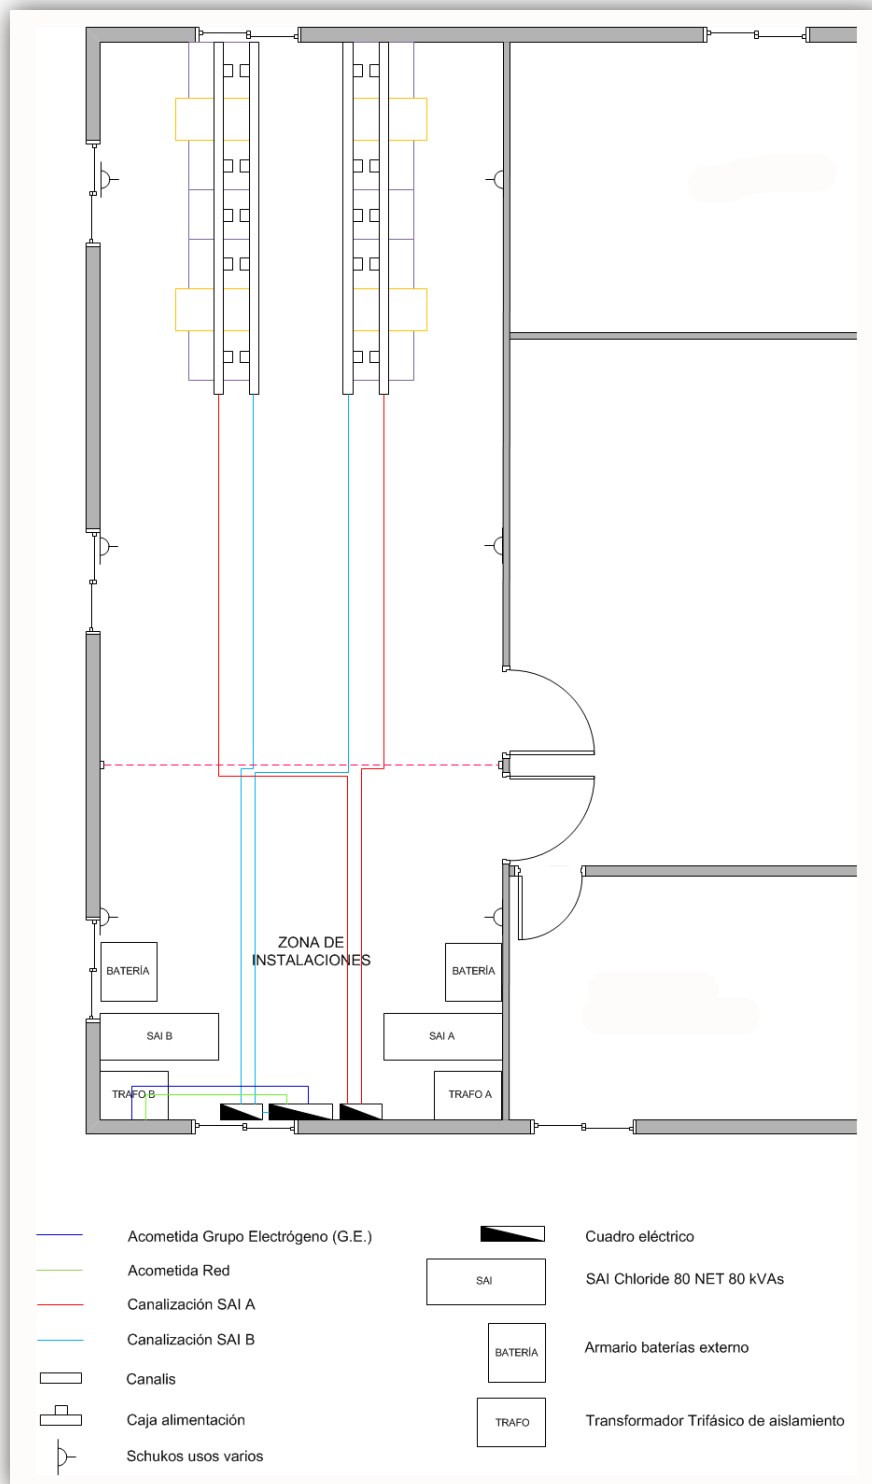 ZONA DE
INSTALACIONES
BATERÍA
BATERÍA
SAI B
SAI A
TRAFO B
TRAFO A
Acometida Grupo Electrógeno (G.E.)
Acometida Red
Canalización SAI A
Canalización SAI B
Canalis
Caja alimentación
Schukos usos varios
Cuadro eléctrico
SAI
SAI Chloride 80 NET 80 kVAs
BATERÍA
Armario baterías externo
TRAFO
Transformador Trifásico de aislamiento